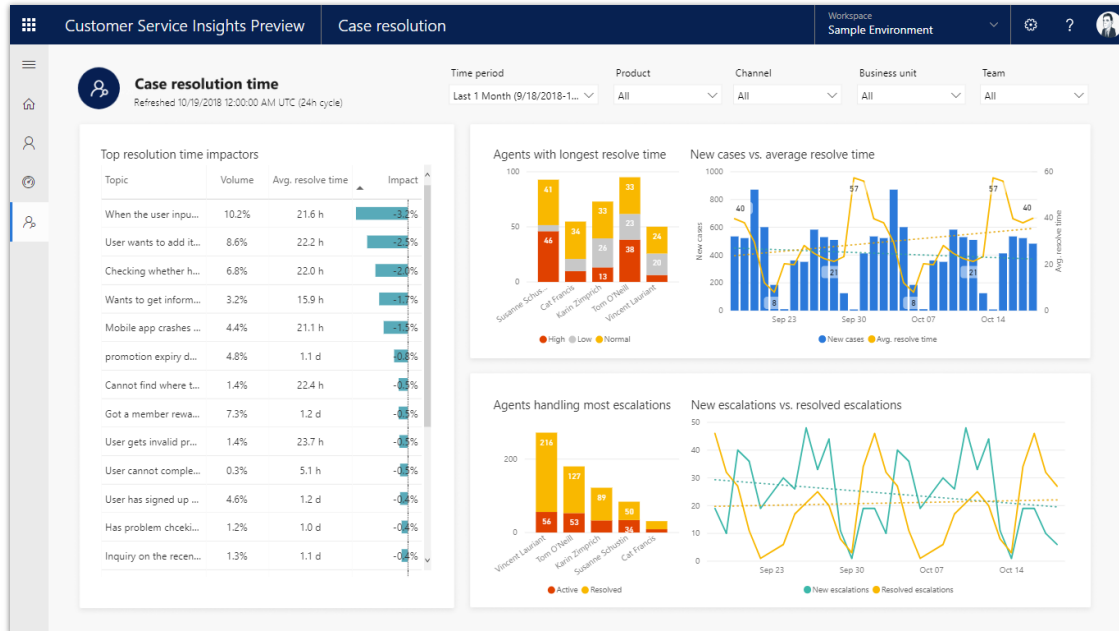 Customer Service Insights Preview
Case resolution
Workspace
Sample Environment
?
Case resolution time
Refreshed 10/19/2018 12:00:00 AM UTC (24h cycle)
Time period
Last 1 Month (9/18/2018-1...
Product
All
Channel
All
Business unit
All
Team
All
Top resolution time impactors
Topic Volume Avg. resolve time Impact
When the user inpu... 10.2% 21.6 h -3.2%
User wants to add it... 8.6% 22.2 h -2.5%
Checking whether h... 6.8% 22.0 h -2.0%
Wants to get inform... 3.2% 15.9 h -1.7%
Mobile app crashes ... 4.4% 21.1 h -1.5%
promotion expiry d... 4.8% 1.1 d -0.8%
Cannot find where t... 1.4% 22.4 h -0.5%
Got a member rewa... 7.3% 1.2 d -0.5%
User gets invalid pr... 1.4% 23.7 h -0.5%
User cannot comple... 0.3% 5.1 h -0.5%
User has signed up ... 4.6% 1.2 d -0.4%
Has problem chceki... 1.2% 1.0 d -0.4%
Inquiry on the recen... 1.3% 1.1 d -0.4%
Agents with longest resolve time
100
50
0
41
46
34
33
26
13
33
23
38
24
20
Susanne Schus...
Cat Francis
Karin Zimprich
Tom O'Neill
Vincent Lauriant
High Low Normal
New cases vs. average resolve time
New cases
1000
800
600
400
200
0
40
8
21
57
8
21
57
40
60
40
20
0
Avg. resolve time
Sep 23 Sep 30 Oct 07 Oct 14
New cases Avg. resolve time
Agents handling most escalations
200
0
216
56
127
53
89
50
34
Vincent Lauriant
Tom O'Neill
Karin Zimprich
Susanne Schustin
Cat Francis
Active Resolved
New escalations vs. resolved escalations
50
40
30
20
10
0
Sep 23 Sep 30 Oct 07 Oct 14
New escalations Resolved escalations